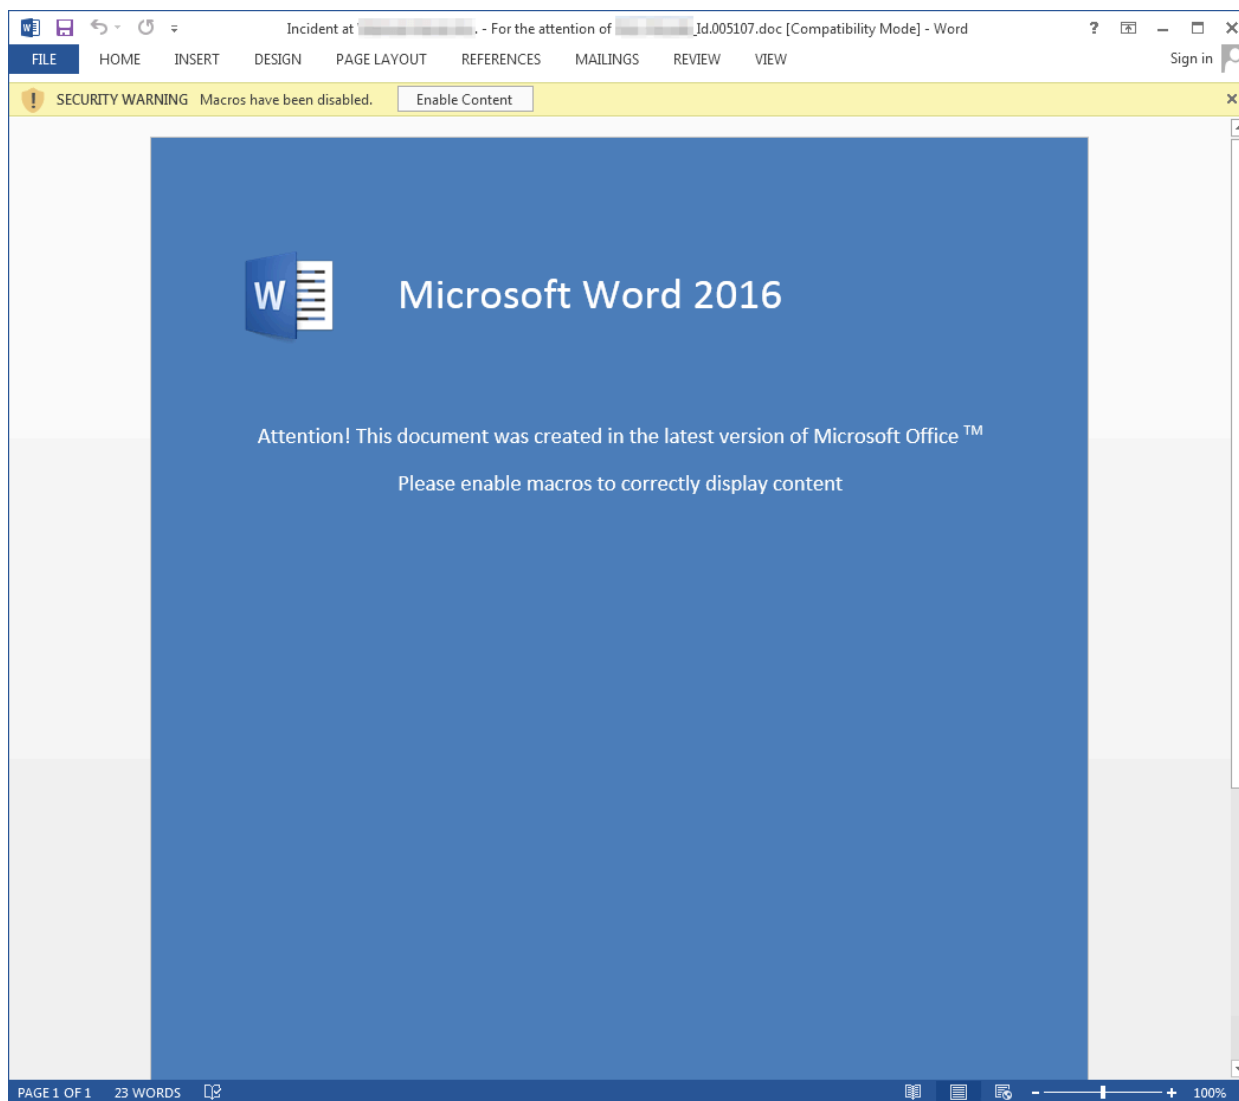 Incident at . - For the attention of _Id.005107.doc [Compatibility Mode] - Word
?
FILE HOME INSERT DESIGN PAGE LAYOUT REFERENCES MAILINGS REVIEW VIEW Sign in
! SECURITY WARNING Macros have been disabled. Enable Content
W Microsoft Word 2016
Attention! This document was created in the latest version of Microsoft Office ™
Please enable macros to correctly display content
PAGE 1 OF 1 23 WORDS - + 100%